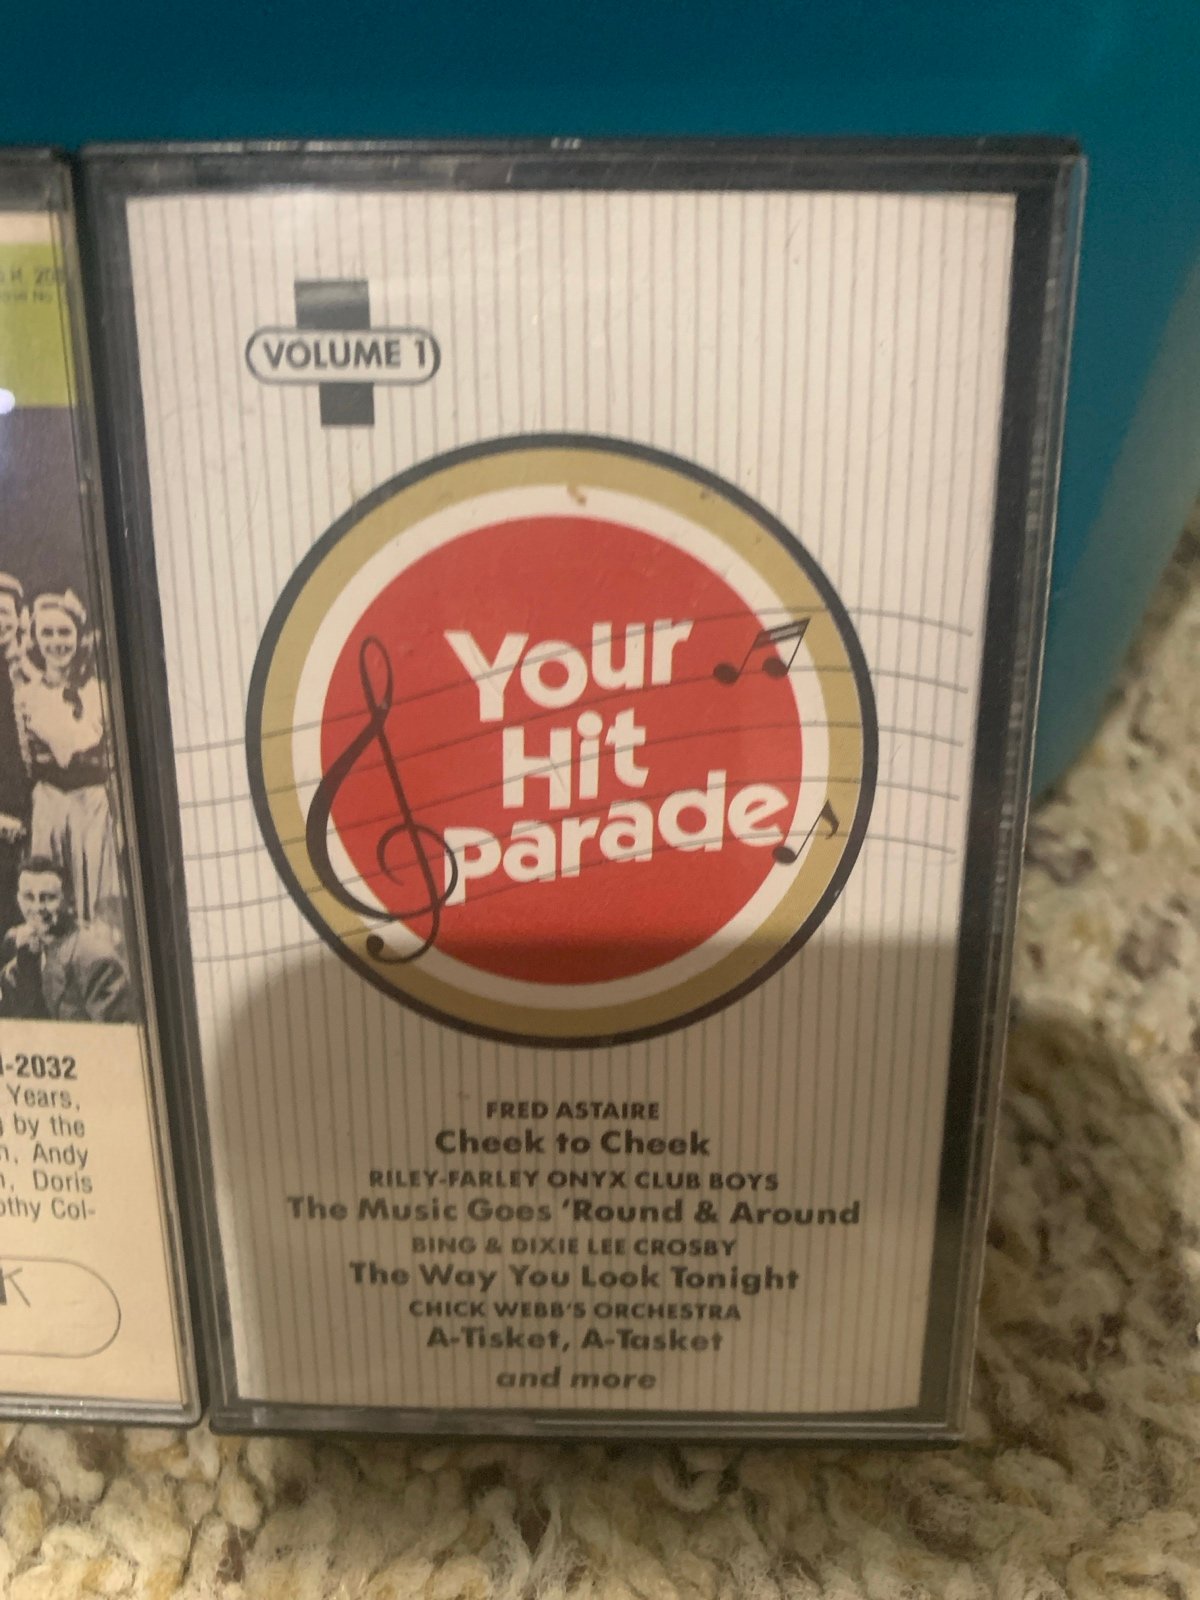 VOLUME 1
Your
Hit
parade
FRED ASTAIRE
Cheek to Cheek
RILEY-FARLEY ONYX CLUB BOYS
The Music Goes 'Round & Around
BING & DIXIE LEE CROSBY
The Way You Look Tonight
CHICK WEBB'S ORCHESTRA
A-Tisket, A-Tasket
and more
-2032
Years,
by the
Andy
Doris
Col-